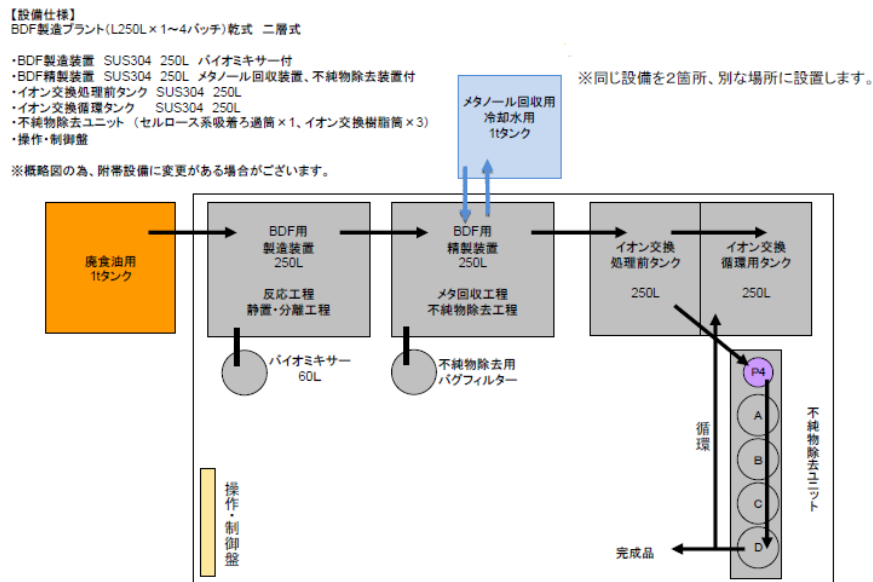 【設備仕様】
BDF製造プラント（L250L×1～4バッチ）乾式 二層式
・BDF製造装置 SUS304 250L バイオミキサー付
・BDF精製装置 SUS304 250L メタノール回収装置、不純物除去装置付
・イオン交換処理前タンク SUS304 250L
・イオン交換循環タンク SUS304 250L
・不純物除去ユニット （セルロース系吸着ろ過筒×1、イオン交換樹脂筒×3）
・操作・制御盤
※概略図の為、附帯設備に変更がある場合がございます。
メタノール回収用
冷却水用
1tタンク
※同じ設備を2箇所、別な場所に設置します。
廃食油用
1tタンク
BDF用
製造装置
250L
反応工程
静置・分離工程
BDF用
精製装置
250L
メタ回収工程
不純物除去工程
イオン交換
処理前タンク
250L
イオン交換
循環用タンク
250L
バイオミキサー
60L
不純物除去用
バグフィルター
P4
A
B
C
D
循環
不純物除去ユニット
操作・制御盤
完成品